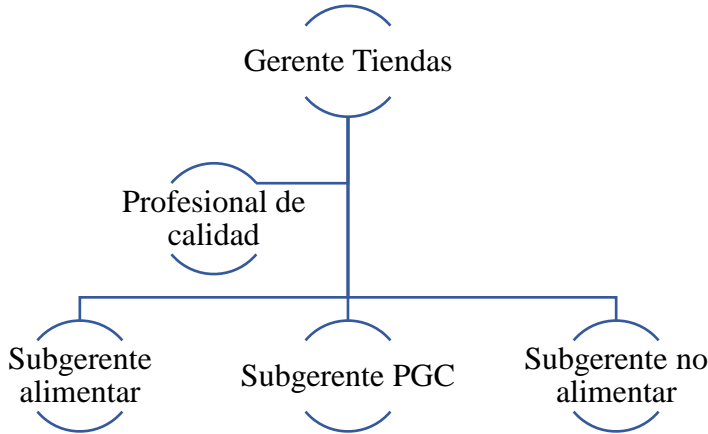 Gerente Tiendas
Profesional de
calidad
Subgerente
alimentar
Subgerente PGC
Subgerente no
alimentar